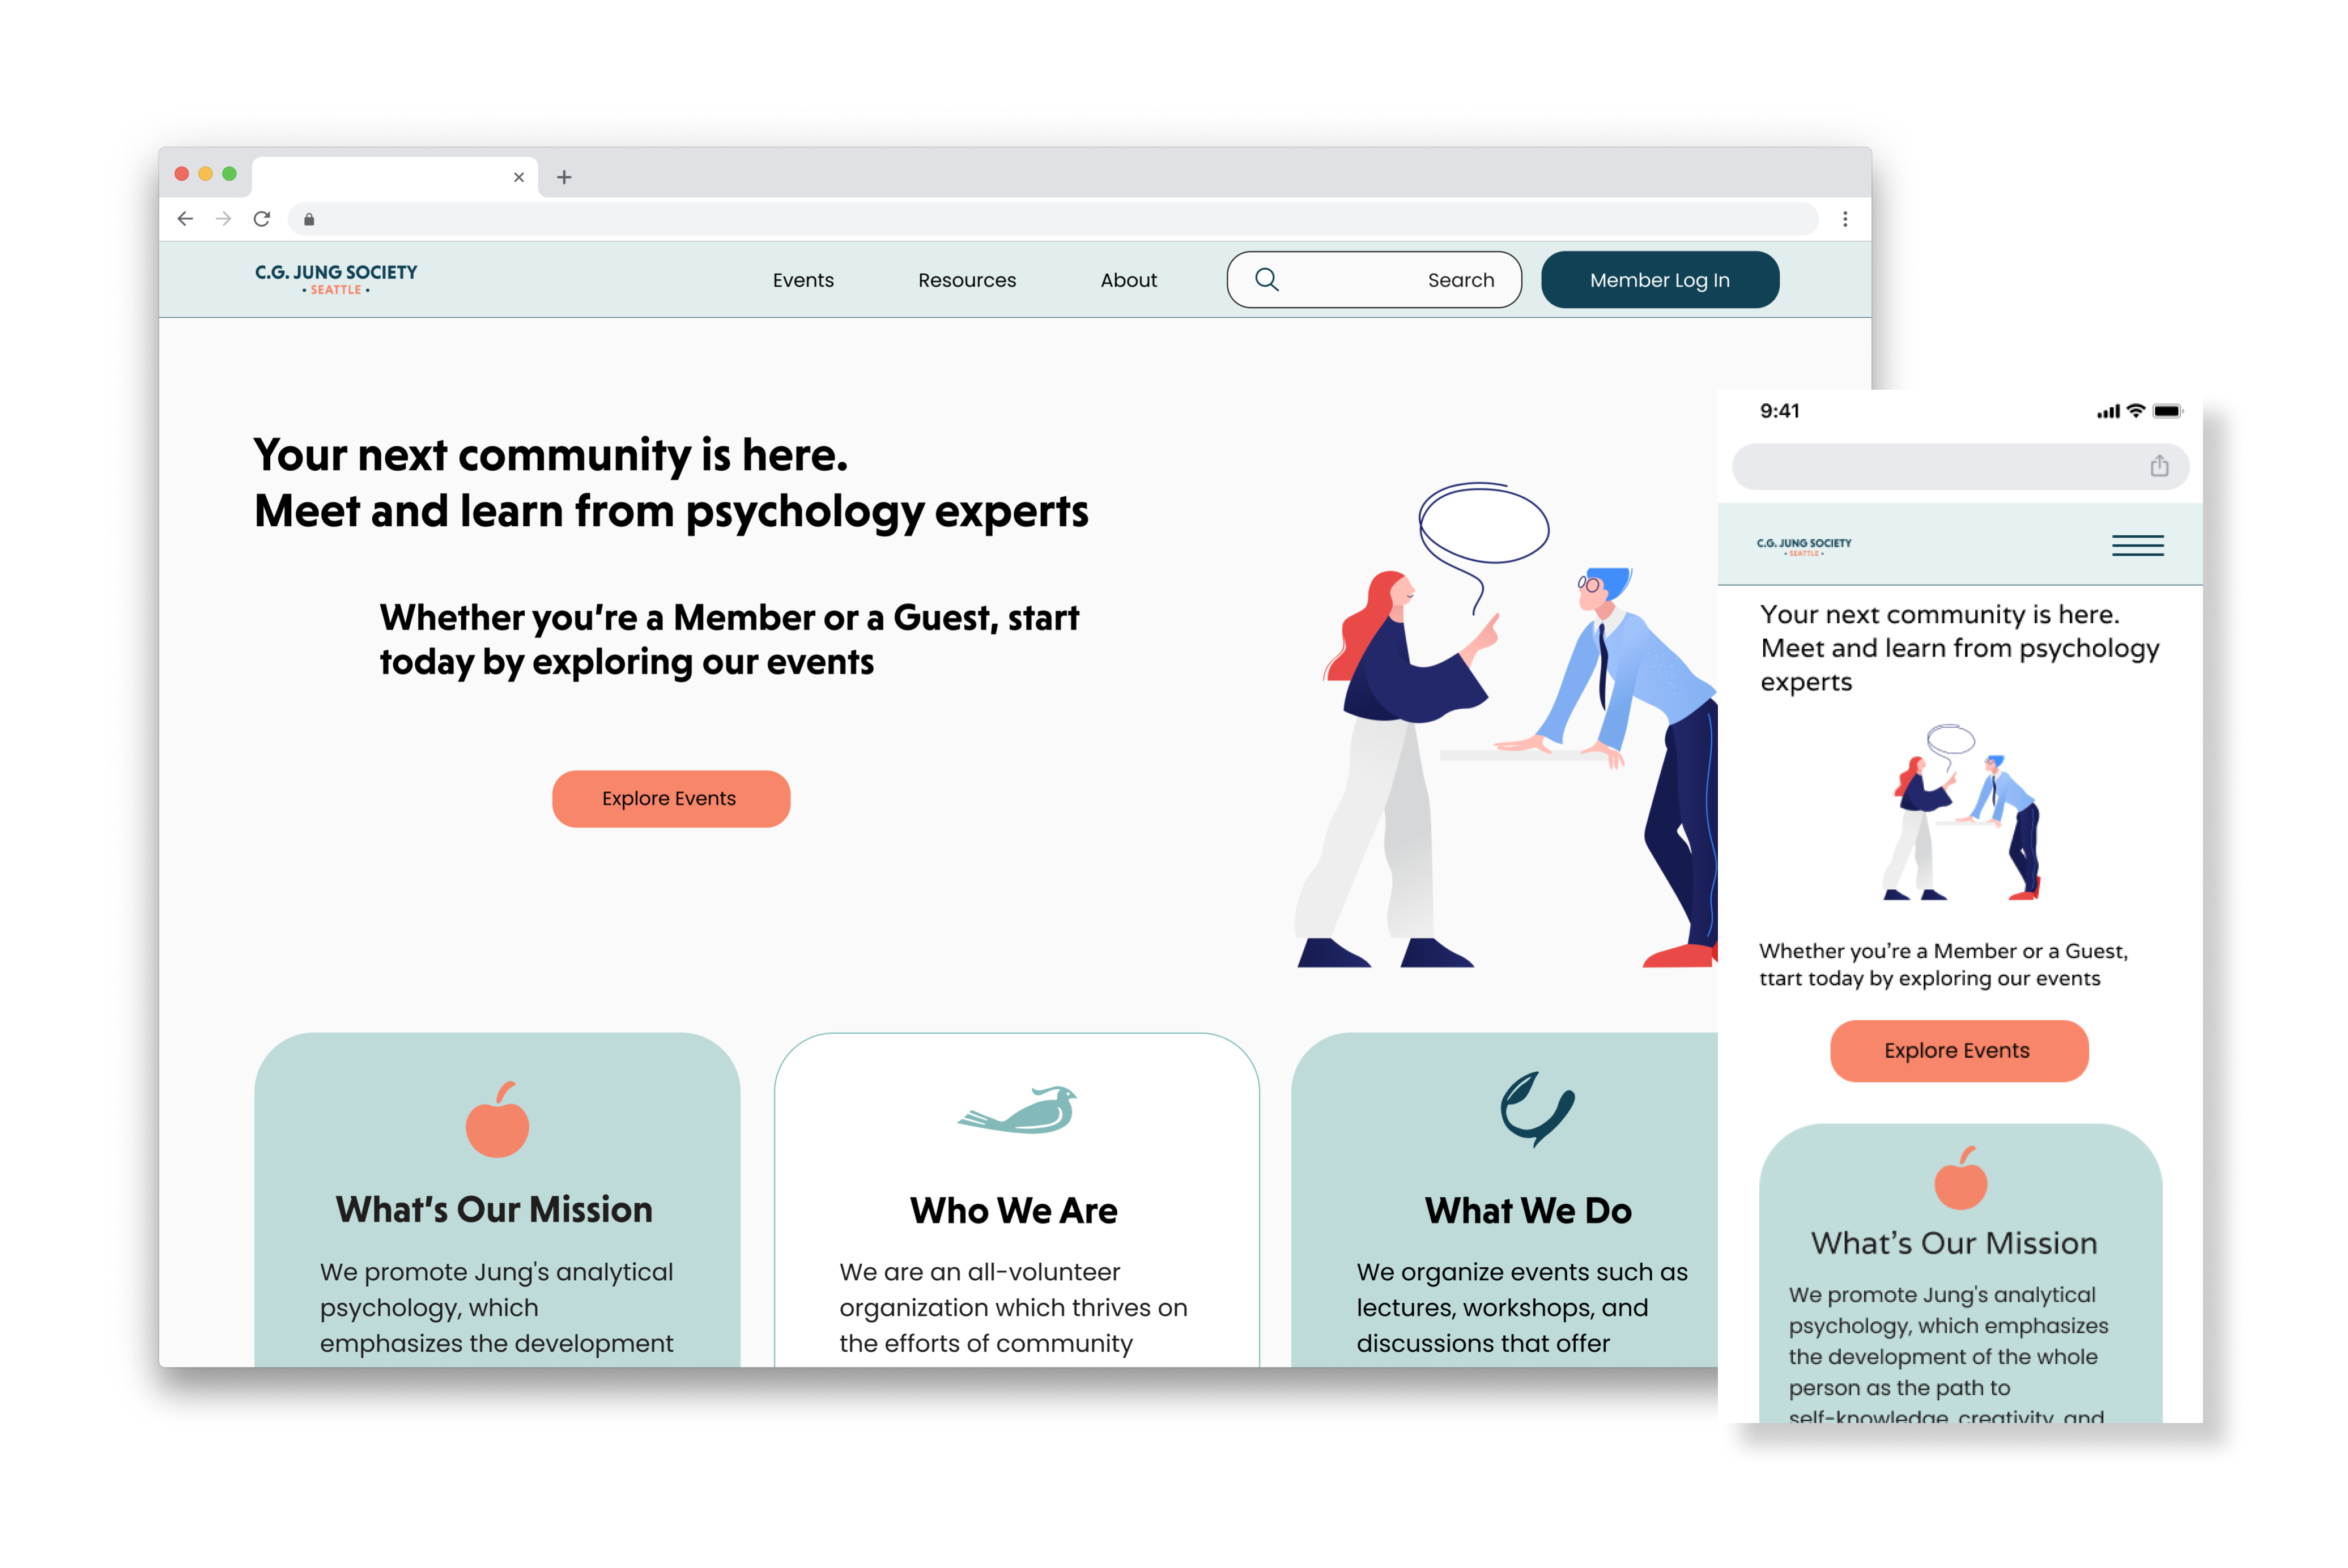 C.G. JUNG SOCIETY
• SEATTLE •
Events
Resources
About
Search
Member Log In
Your next community is here.
Meet and learn from psychology experts
Whether you're a Member or a Guest, start
today by exploring our events
Explore Events
What's Our Mission
We promote Jung's analytical
psychology, which
emphasizes the development
Who We Are
We are an all-volunteer
organization which thrives on
the efforts of community
What We Do
We organize events such as
lectures, workshops, and
discussions that offer
9:41
C.G. JUNG SOCIETY
• SEATTLE •
Your next community is here.
Meet and learn from psychology
experts
Whether you’re a Member or a Guest,
ttart today by exploring our events
Explore Events
What’s Our Mission
We promote Jung's analytical
psychology, which emphasizes
the development of the whole
person as the path to
self-knowledge, creativity, and